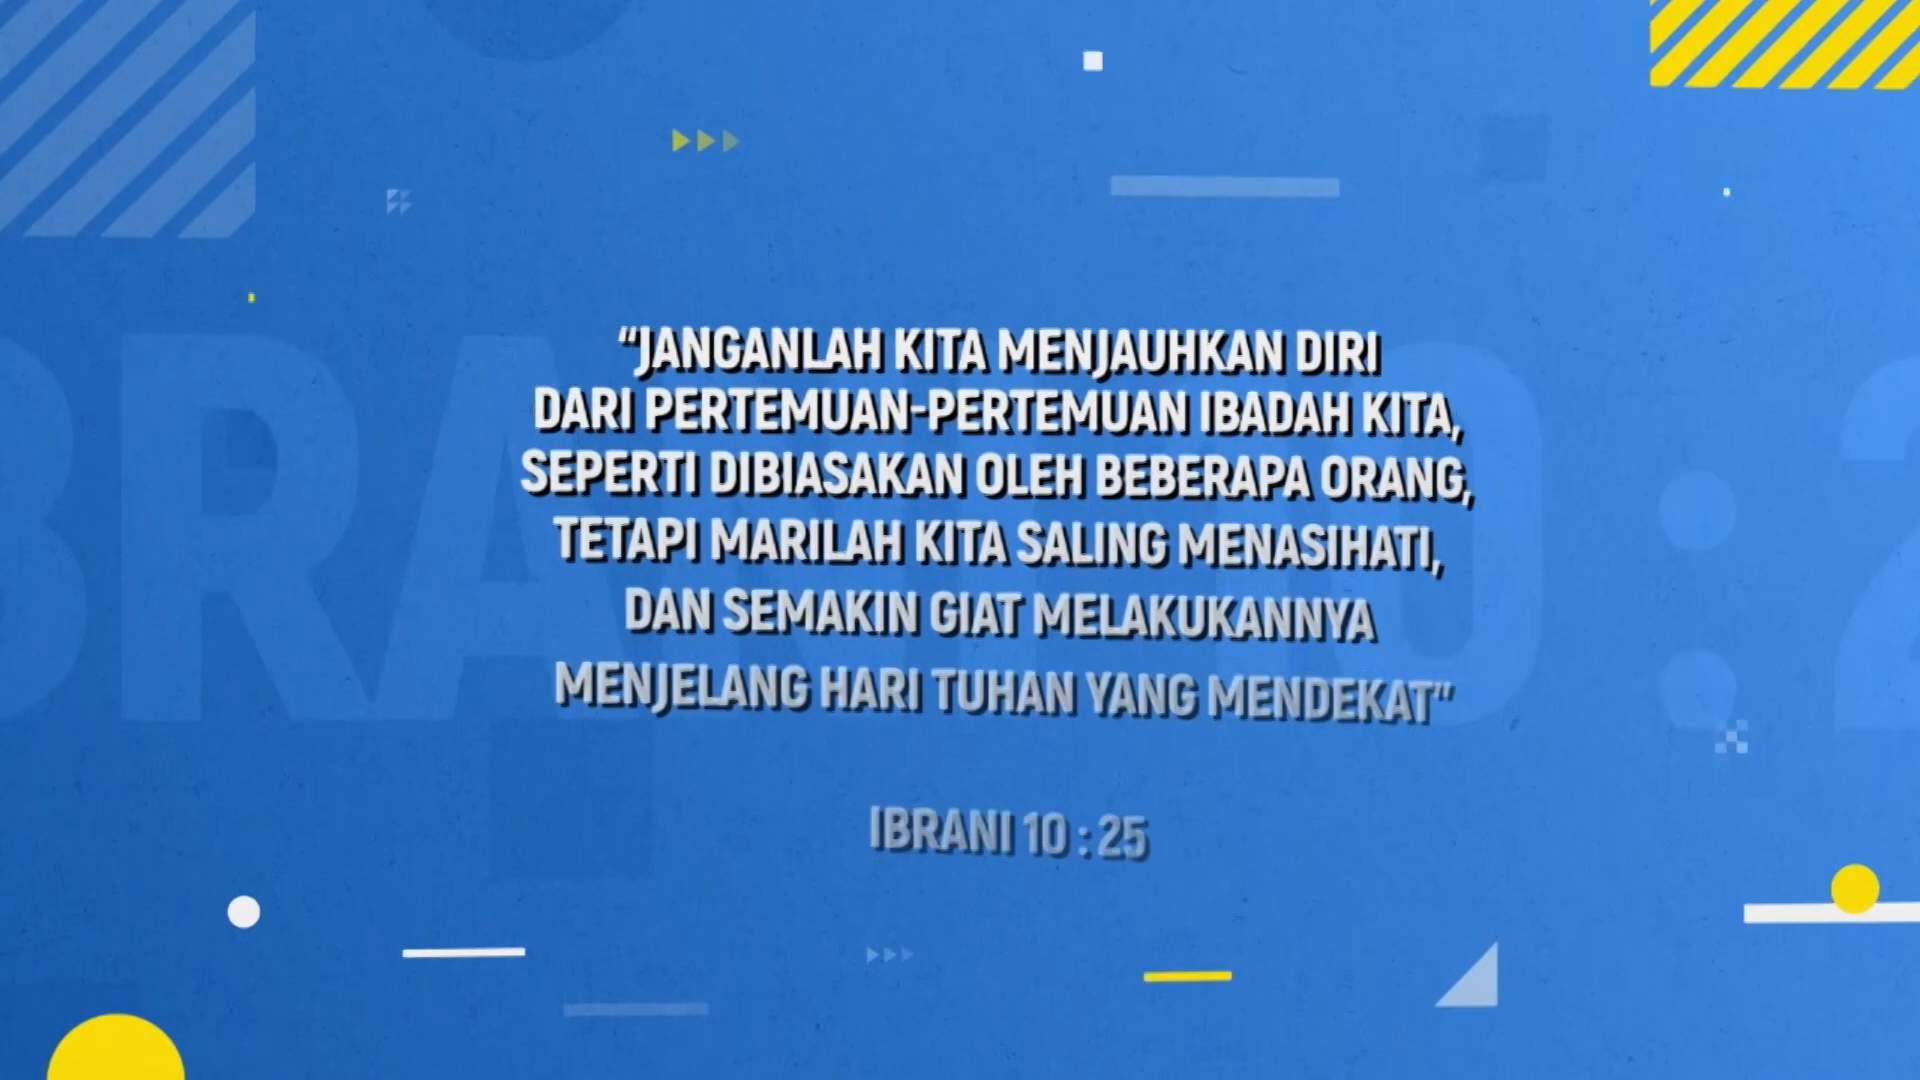 “JANGANLAH KITA MENJAUHKAN DIRI
DARI PERTEMUAN-PERTEMUAN IBADAH KITA,
SEPERTI DIBIASAKAN OLEH BEBERAPA ORANG,
TETAPI MARILAH KITA SALING MENASIHATI,
DAN SEMAKIN GIAT MELAKUKANNYA
MENJELANG HARI TUHAN YANG MENDEKAT”
IBRANI 10 : 25